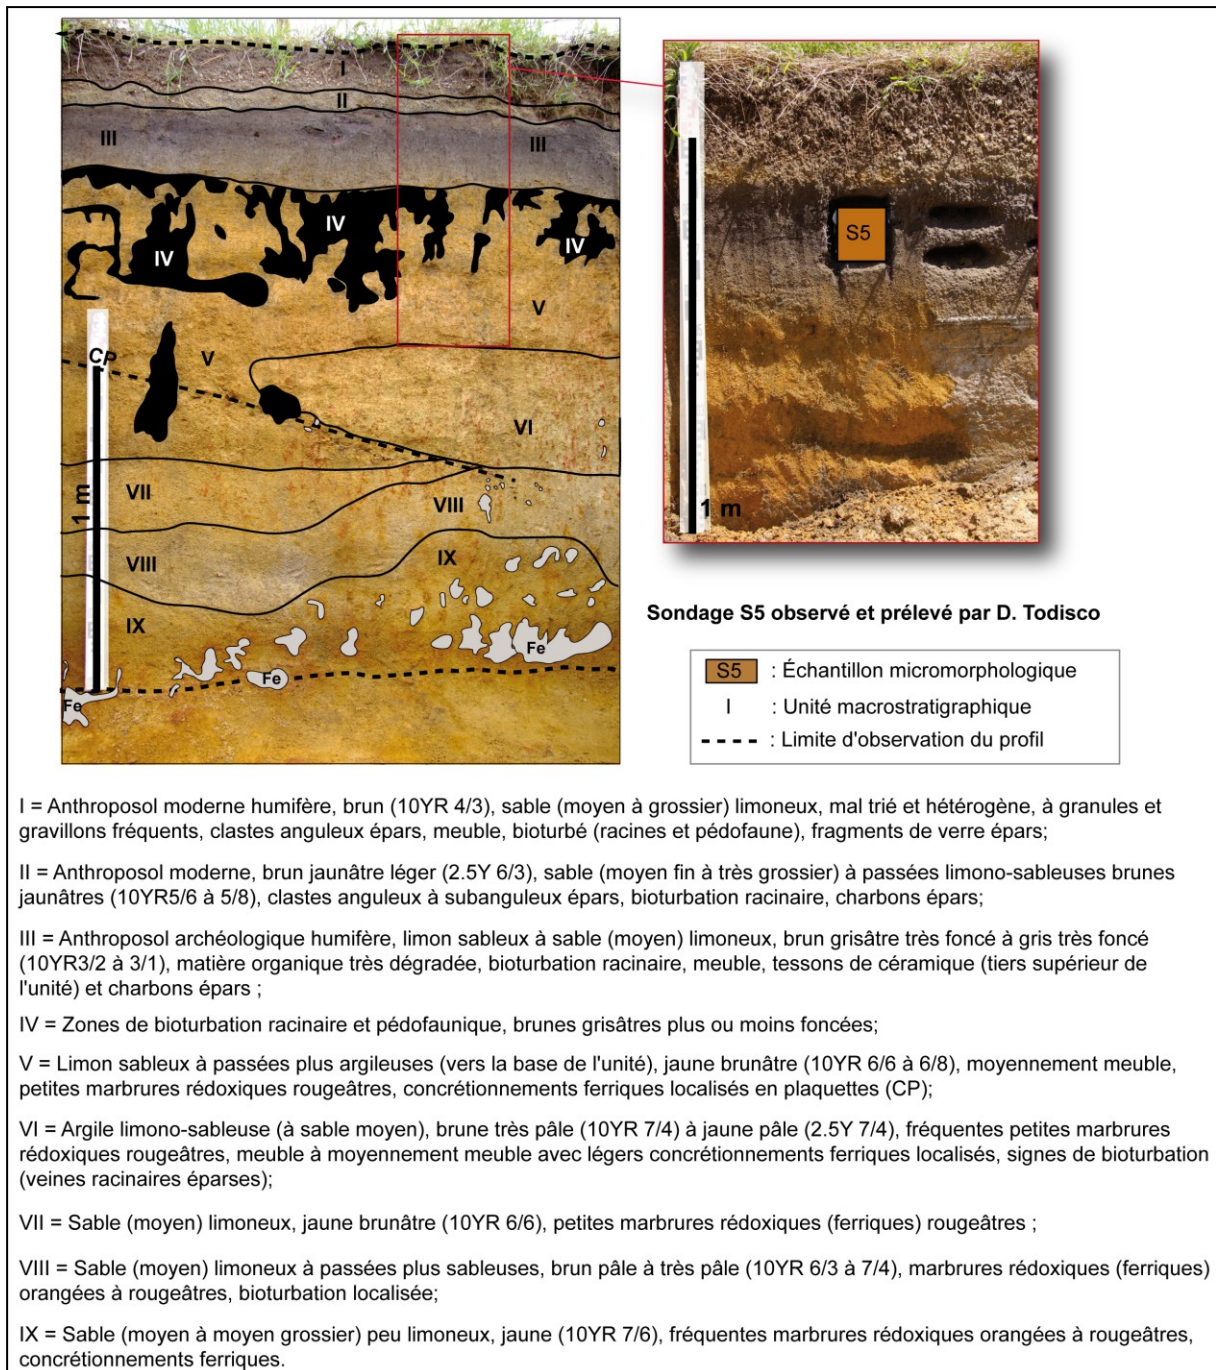 I
II
III
III
IV
IV
IV
V
V
CP
VI
VII
VIII
VIII
IX
IX
1 m
Fe
Fe
Fe
S5
1 m
Sondage S5 observé et prélevé par D. Todisco
S5 : Échantillon micromorphologique
I : Unité macrostratigraphique
: Limite d'observation du profil
I = Anthroposol moderne humifère, brun (10YR 4/3), sable (moyen à grossier) limoneux, mal trié et hétérogène, à granules et
gravillons fréquents, clastes anguleux épars, meuble, bioturbé (racines et pédofaune), fragments de verre épars;
II = Anthroposol moderne, brun jaunâtre léger (2.5Y 6/3), sable (moyen fin à très grossier) à passées limono-sableuses brunes
jaunâtres (10YR5/6 à 5/8), clastes anguleux à subanguleux épars, bioturbation racinaire, charbons épars;
III = Anthroposol archéologique humifère, limon sableux à sable (moyen) limoneux, brun grisâtre très foncé à gris très foncé
(10YR3/2 à 3/1), matière organique très dégradée, bioturbation racinaire, meuble, tessons de céramique (tiers supérieur de
l'unité) et charbons épars ;
IV = Zones de bioturbation racinaire et pédofaunique, brunes grisâtres plus ou moins foncées;
V = Limon sableux à passées plus argileuses (vers la base de l'unité), jaune brunâtre (10YR 6/6 à 6/8), moyennement meuble,
petites marbrures rédoxiques rougeâtres, concrétionnements ferriques localisés en plaquettes (CP);
VI = Argile limono-sableuse (à sable moyen), brune très pâle (10YR 7/4) à jaune pâle (2.5Y 7/4), fréquentes petites marbrures
rédoxiques rougeâtres, meuble à moyennement meuble avec légers concrétionnements ferriques localisés, signes de bioturbation
(veines racinaires éparses);
VII = Sable (moyen) limoneux, jaune brunâtre (10YR 6/6), petites marbrures rédoxiques (ferriques) rougeâtres ;
VIII = Sable (moyen) limoneux à passées plus sableuses, brun pâle à très pâle (10YR 6/3 à 7/4), marbrures rédoxiques (ferriques)
orangées à rougeâtres, bioturbation localisée;
IX = Sable (moyen à moyen grossier) peu limoneux, jaune (10YR 7/6), fréquentes marbrures rédoxiques orangées à rougeâtres,
concrétionnements ferriques.